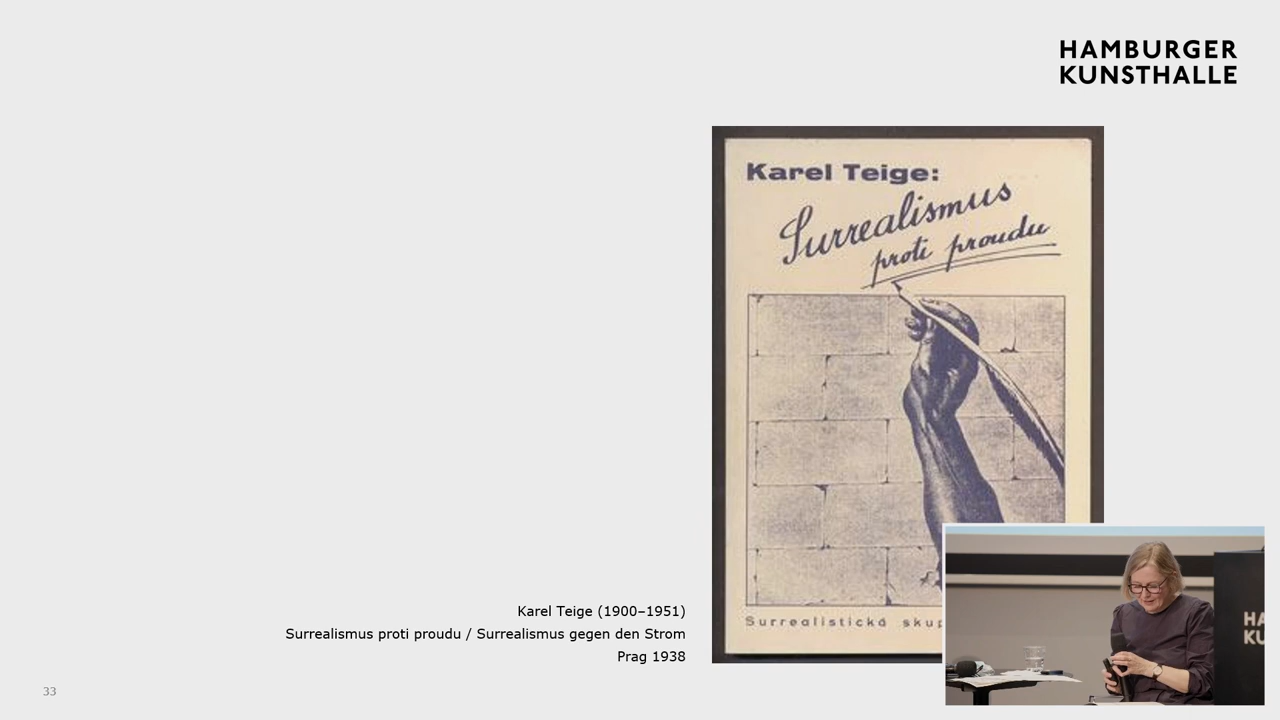 HAMBURGER
KUNSTHALLE
Karel Teige:
Surrealismus
proti proudu
Surrealistická
Karel Teige (1900–1951)
Surrealismus proti proudu / Surrealismus gegen den Strom
Prag 1938
33